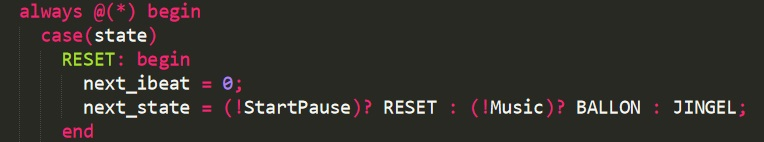 always @(*) begin
case(state)
RESET: begin
next_ibeat = 0;
next_state = (!StartPause)? RESET : (!Music)? BALLON : JINGEL;
end